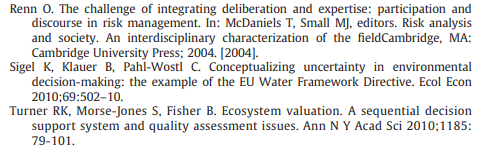 Renn O. The challenge of integrating deliberation and expertise: participation and
discourse in risk management. In: McDaniels T, Small MJ, editors. Risk analysis
and society. An interdisciplinary characterization of the fieldCambridge, MA:
Cambridge University Press; 2004. [2004].
Sigel K, Klauer B, Pahl-Wostl C. Conceptualizing uncertainty in environmental
decision-making: the example of the EU Water Framework Directive. Ecol Econ
2010;69:502–10.
Turner RK, Morse-Jones S, Fisher B. Ecosystem valuation. A sequential decision
support system and quality assessment issues. Ann N Y Acad Sci 2010;1185:
79-101.